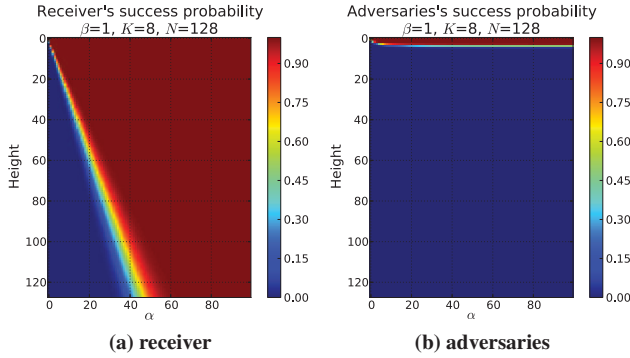 Receiver's success probability
β=1, K=8, N=128
Height
0
20
40
60
80
100
120
0 20 40 60 80
α
0.90
0.75
0.60
0.45
0.30
0.15
0.00
(a) receiver
Adversaries's success probability
β=1, K=8, N=128
Height
0
20
40
60
80
100
120
0 20 40 60 80
α
0.90
0.75
0.60
0.45
0.30
0.15
0.00
(b) adversaries